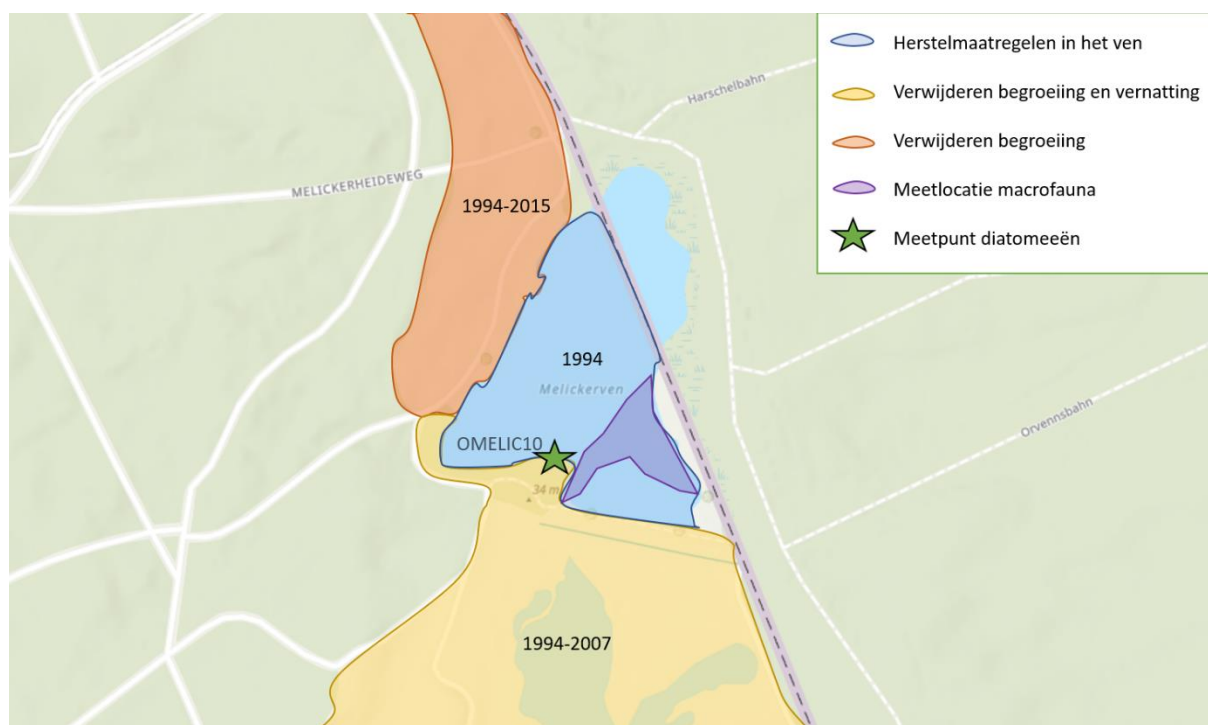 Herstelmaatregelen in het ven
Verwijderen begroeiing en vernatting
Verwijderen begroeiing
Meetlocatie macrofauna
Meetpunt diatomeeën
Harschelbahn
MELICKERHEIDEWEG
1994-2015
1994
Melickerven
OMELIC10
34 m
Orvennsbahn
1994-2007